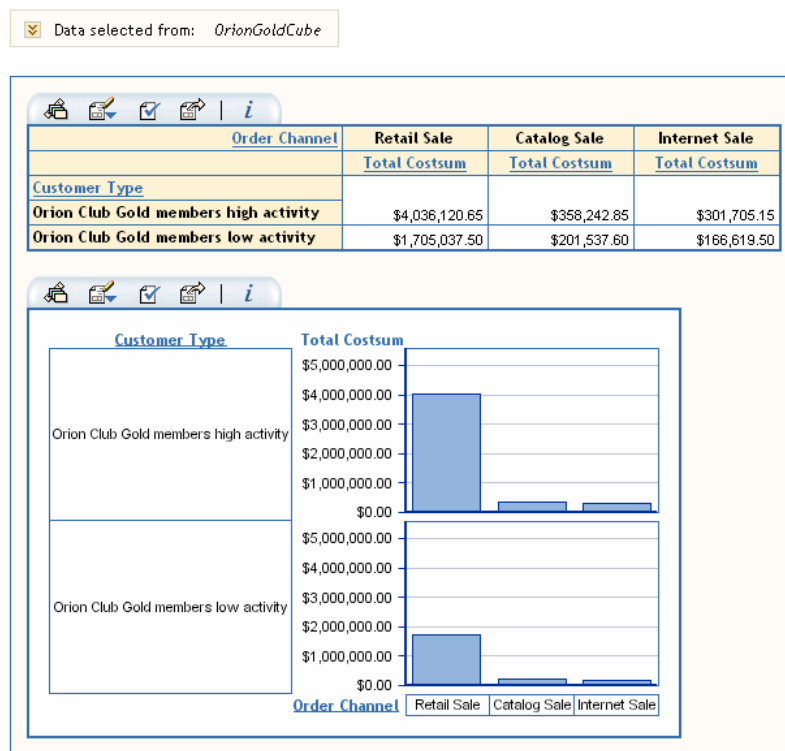 Data selected from: OrionGoldCube
i
Order Channel Retail Sale Catalog Sale Internet Sale
Total Costsum Total Costsum Total Costsum
Customer Type
Orion Club Gold members high activity $4,036,120.65 $358,242.85 $301,705.15
Orion Club Gold members low activity $1,705,037.50 $201,537.60 $166,619.50
i
Customer Type Total Costsum
$5,000,000.00
$4,000,000.00
$3,000,000.00
Orion Club Gold members high activity
$2,000,000.00
$1,000,000.00
$0.00
$5,000,000.00
$4,000,000.00
$3,000,000.00
Orion Club Gold members low activity
$2,000,000.00
$1,000,000.00
$0.00
Order Channel Retail Sale Catalog Sale Internet Sale